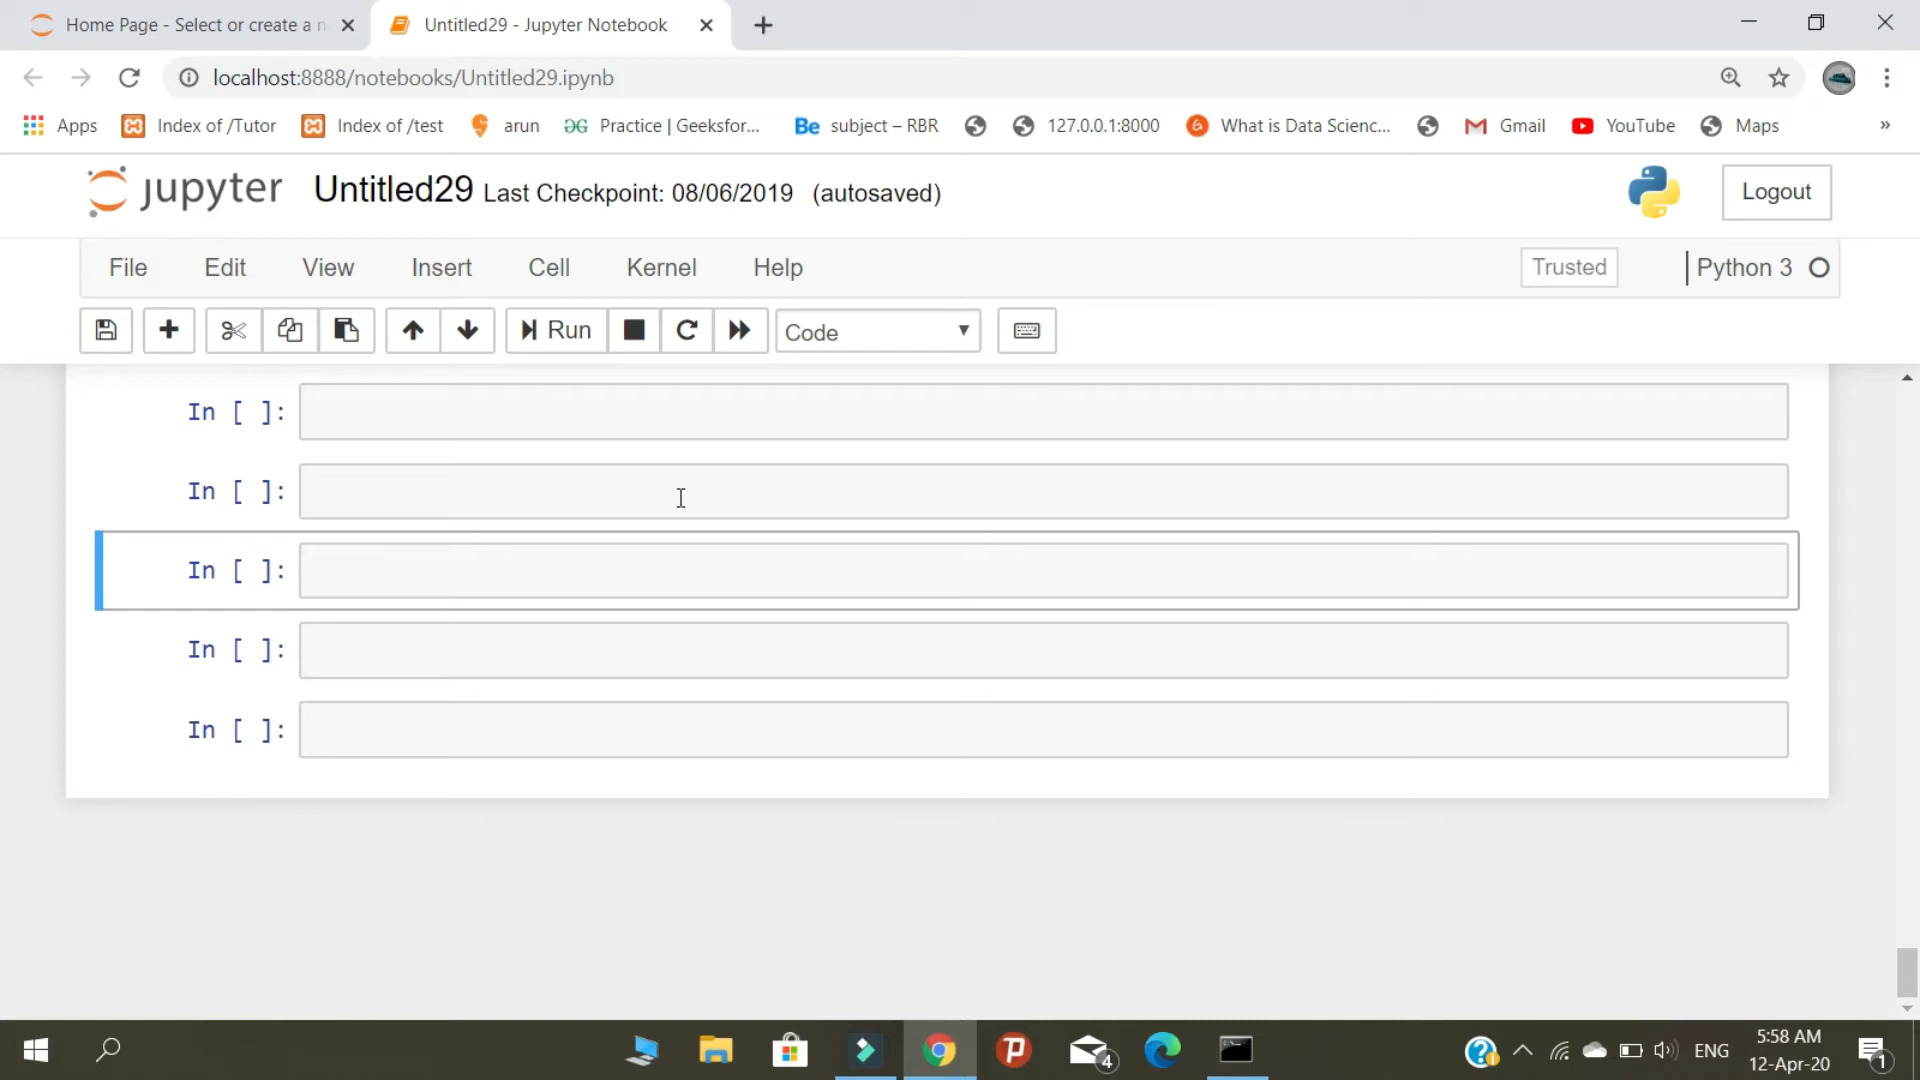 Home Page - Select or create a n
Untitled29 - Jupyter Notebook
localhost:8888/notebooks/Untitled29.ipynb
Apps
Index of /Tutor
Index of /test
arun
Practice | Geeksfor...
Be subject – RBR
127.0.0.1:8000
What is Data Scienc...
Gmail
YouTube
Maps
»
jupyter Untitled29 Last Checkpoint: 08/06/2019 (autosaved)
Logout
File Edit View Insert Cell Kernel Help
Trusted
Python 3
Run
Code
In [ ]:
In [ ]:
In [ ]:
In [ ]:
In [ ]:
4
ENG
5:58 AM
12-Apr-20
1